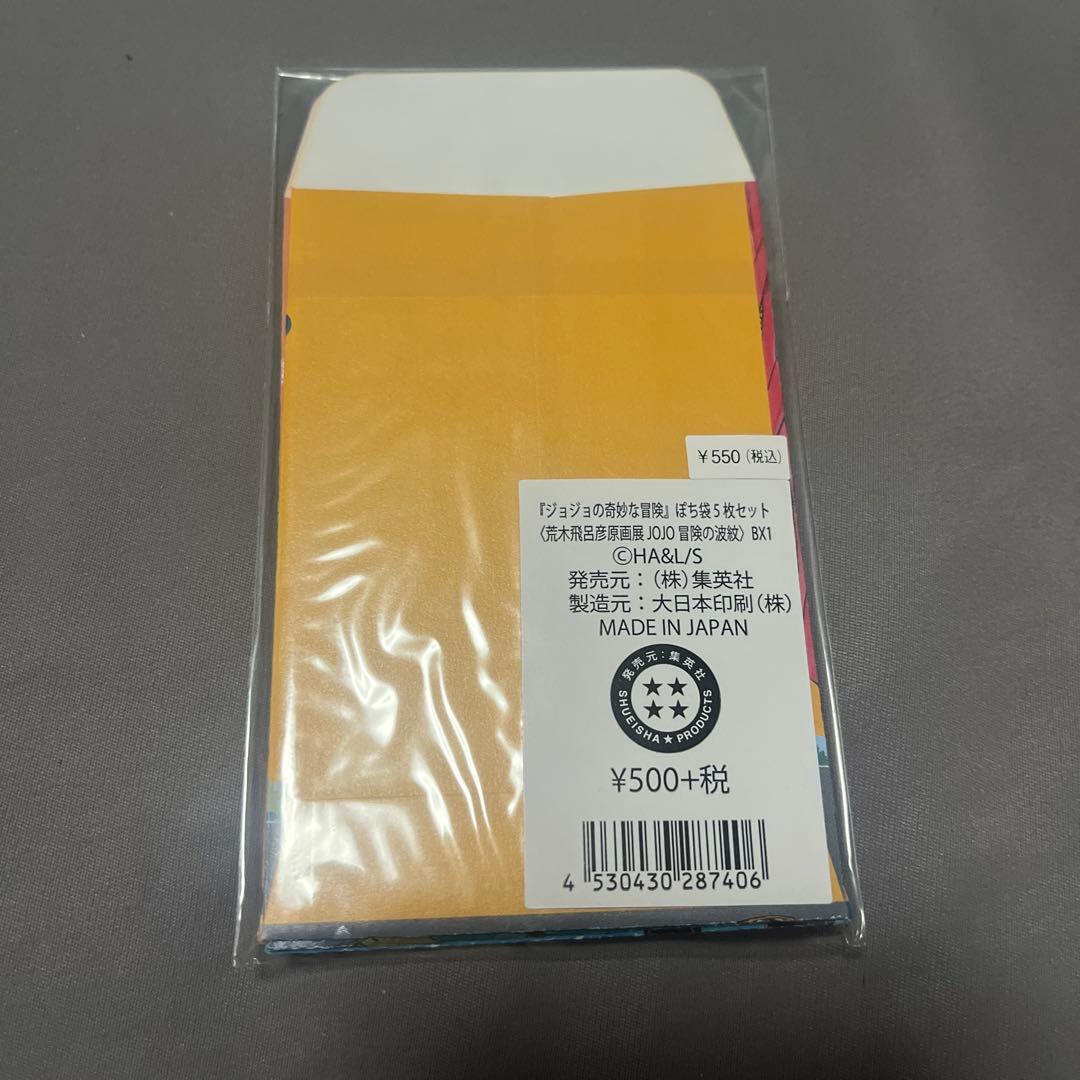 ¥550(税込)
『ジョジョの奇妙な冒険』ぽち袋5枚セット
〈荒木飛呂彦原画展 JOJO 冒険の波紋〉 BX1
©HA&L/S
発売元：(株)集英社
製造元：大日本印刷(株)
MADE IN JAPAN
発売元：集英社
SHUEISHA★PRODUCTS
¥500+税
4 530430 287406